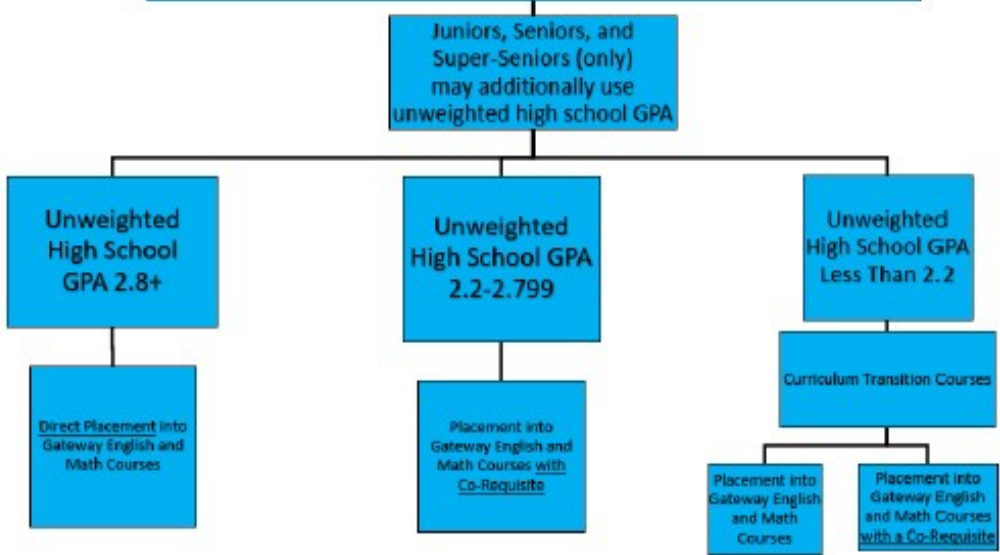 Juniors, Seniors, and
Super-Seniors (only)
may additionally use
unweighted high school GPA
Unweighted
High School
GPA 2.8+
Unweighted
High School GPA
2.2-2.799
Unweighted
High School GPA
Less Than 2.2
Direct Placement into
Gateway English and
Math Courses
Placement into
Gateway English and
Math Courses with
Co-Requisite
Curriculum Transition Courses
Placement into
Gateway English
and Math
Courses
Placement into
Gateway English
and Math Courses
with a Co-Requisite